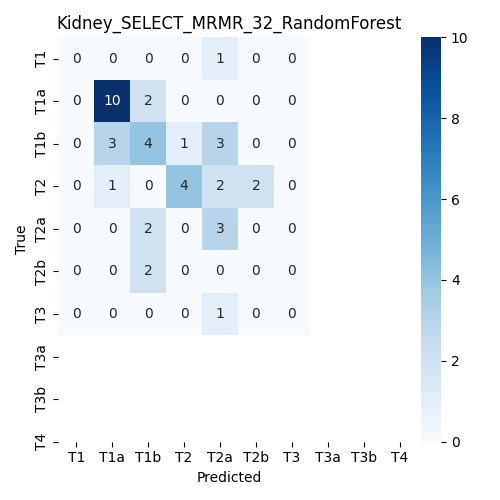 Kidney_SELECT_MRMR_32_RandomForest
T1 0 0 0 0 1 0 0
T1a 0 10 2 0 0 0 0
T1b 0 3 4 1 3 0 0
T2 0 1 0 4 2 2 0
T2a 0 0 2 0 3 0 0
T2b 0 0 2 0 0 0 0
T3 0 0 0 0 1 0 0
T3a
T3b
T4
True
T1 T1a T1b T2 T2a T2b T3 T3a T3b T4
Predicted
10
8
6
4
2
0